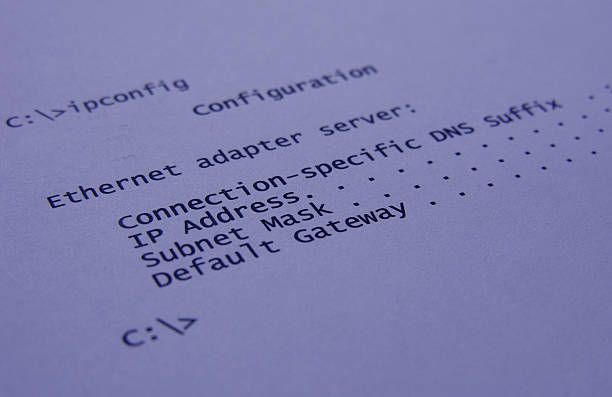 C:\>ipconfig
Configuration
Ethernet adapter server:
Connection-specific DNS Suffix . .
IP Address. . . . . . . . . . . .
Subnet Mask . . . . . . . . . . .
Default Gateway . . . . . . .
C:\>